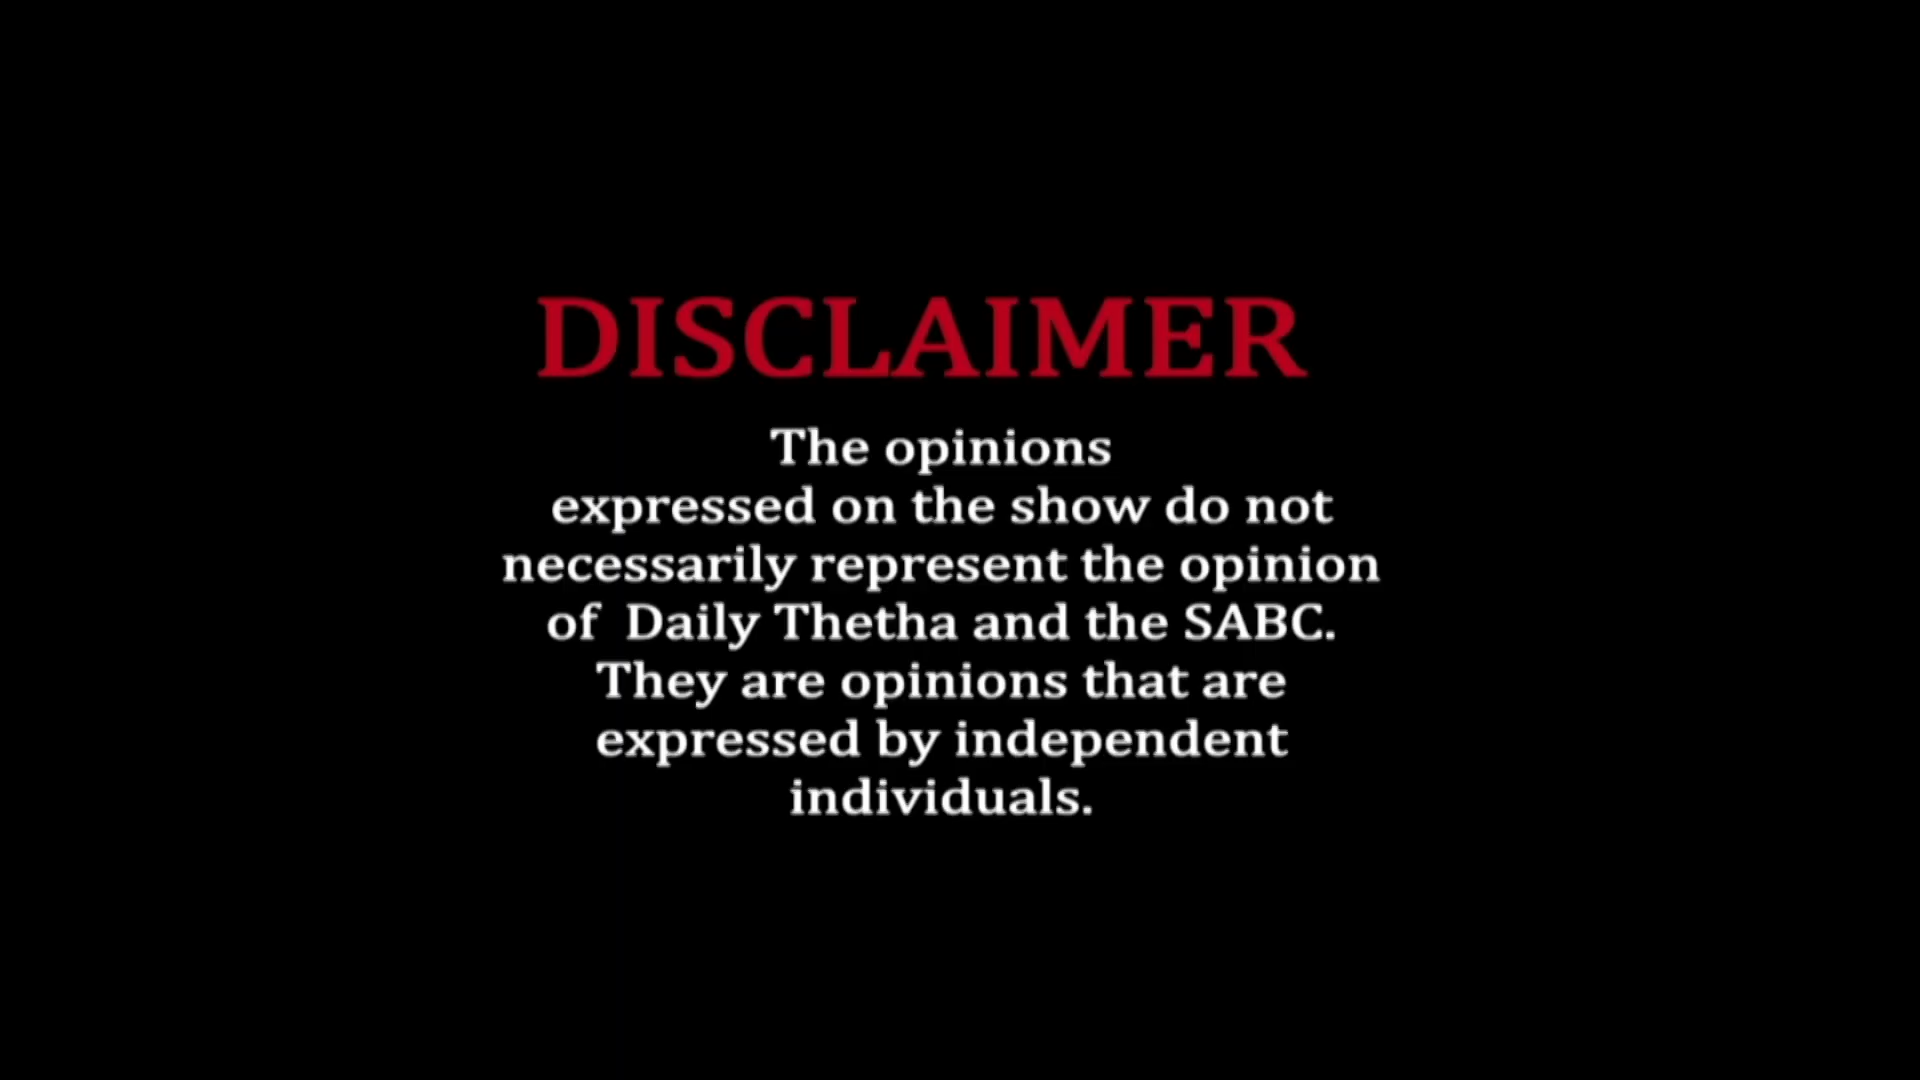 DISCLAIMER
The opinions
expressed on the show do not
necessarily represent the opinion
of  Daily Thetha and the SABC.
They are opinions that are
expressed by independent
individuals.